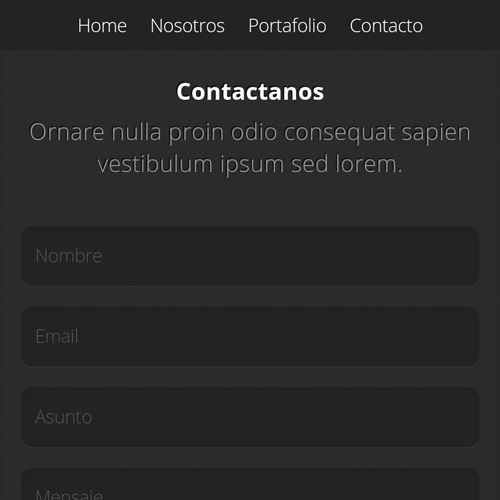 Home Nosotros Portafolio Contacto
Contactanos
Ornare nulla proin odio consequat sapien
vestibulum ipsum sed lorem.
Nombre
Email
Asunto
Mensaje